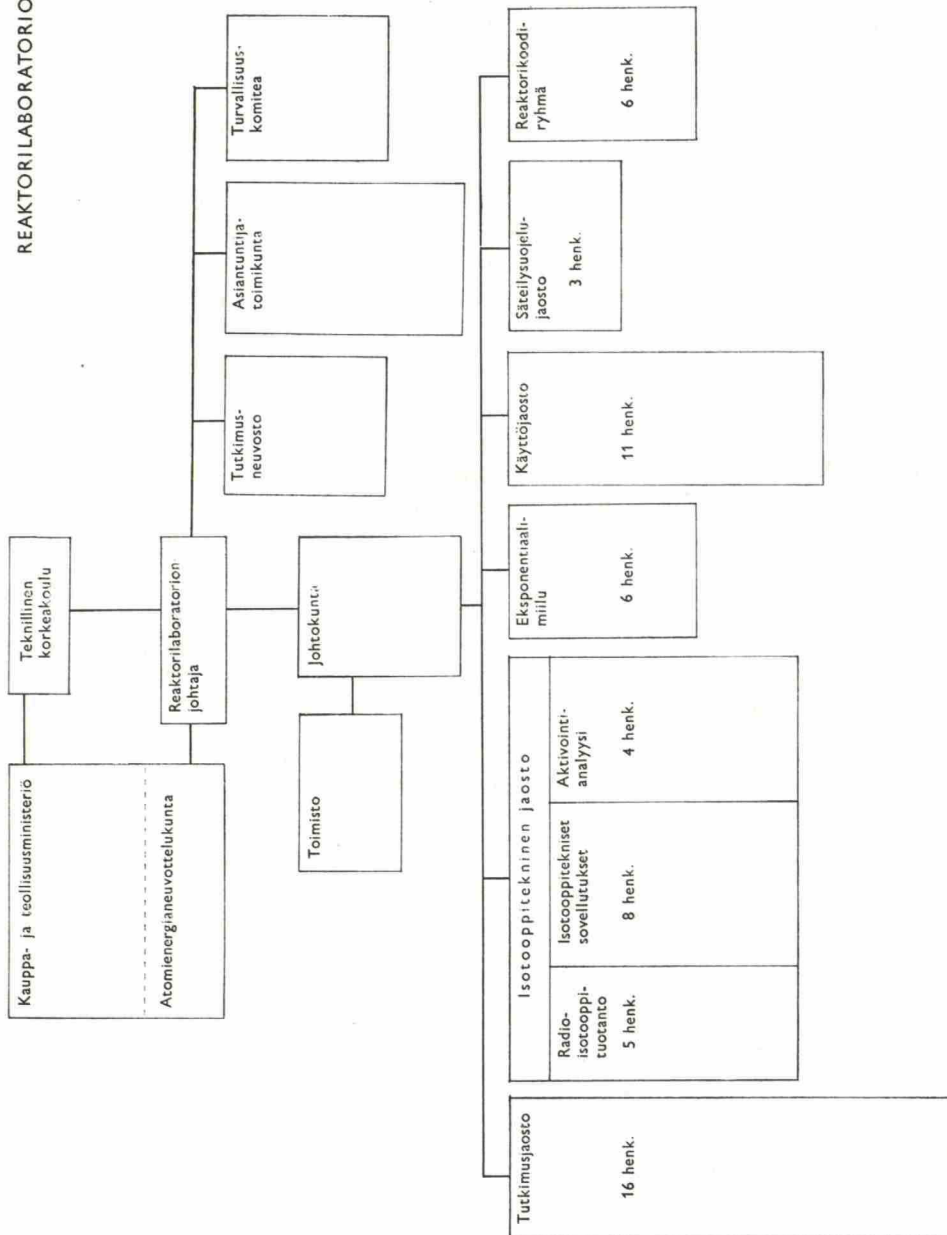 REAKTORILABORATORIO
Kauppa- ja teollisuusministeriö
Atomienergianeuvottelukunta
Teknillinen
korkeakoulu
Reaktorilaboratorion
johtaja
Toimisto
Johtokunta
Tutkimus-
neuvosto
Asiantuntija-
toimikunta
Turvallisuus-
komitea
Tutkimusjaosto
16 henk.
Isotooppitekninen jaosto
Radio-
isotooppi-
tuotanto
5 henk.
Isotooppitekniset
sovellutukset
8 henk.
Aktivointi-
analyysi
4 henk.
Eksponentiaali-
miilu
6 henk.
Käyttöjaosto
11 henk.
Säteilysuojelu-
jaosto
3 henk.
Reaktorikoodi-
ryhmä
6 henk.